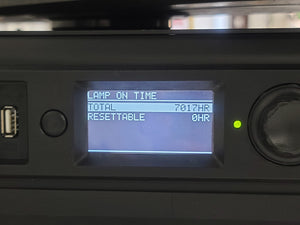 LAMP ON TIME
TOTAL 7017HR
RESETTABLE 0HR